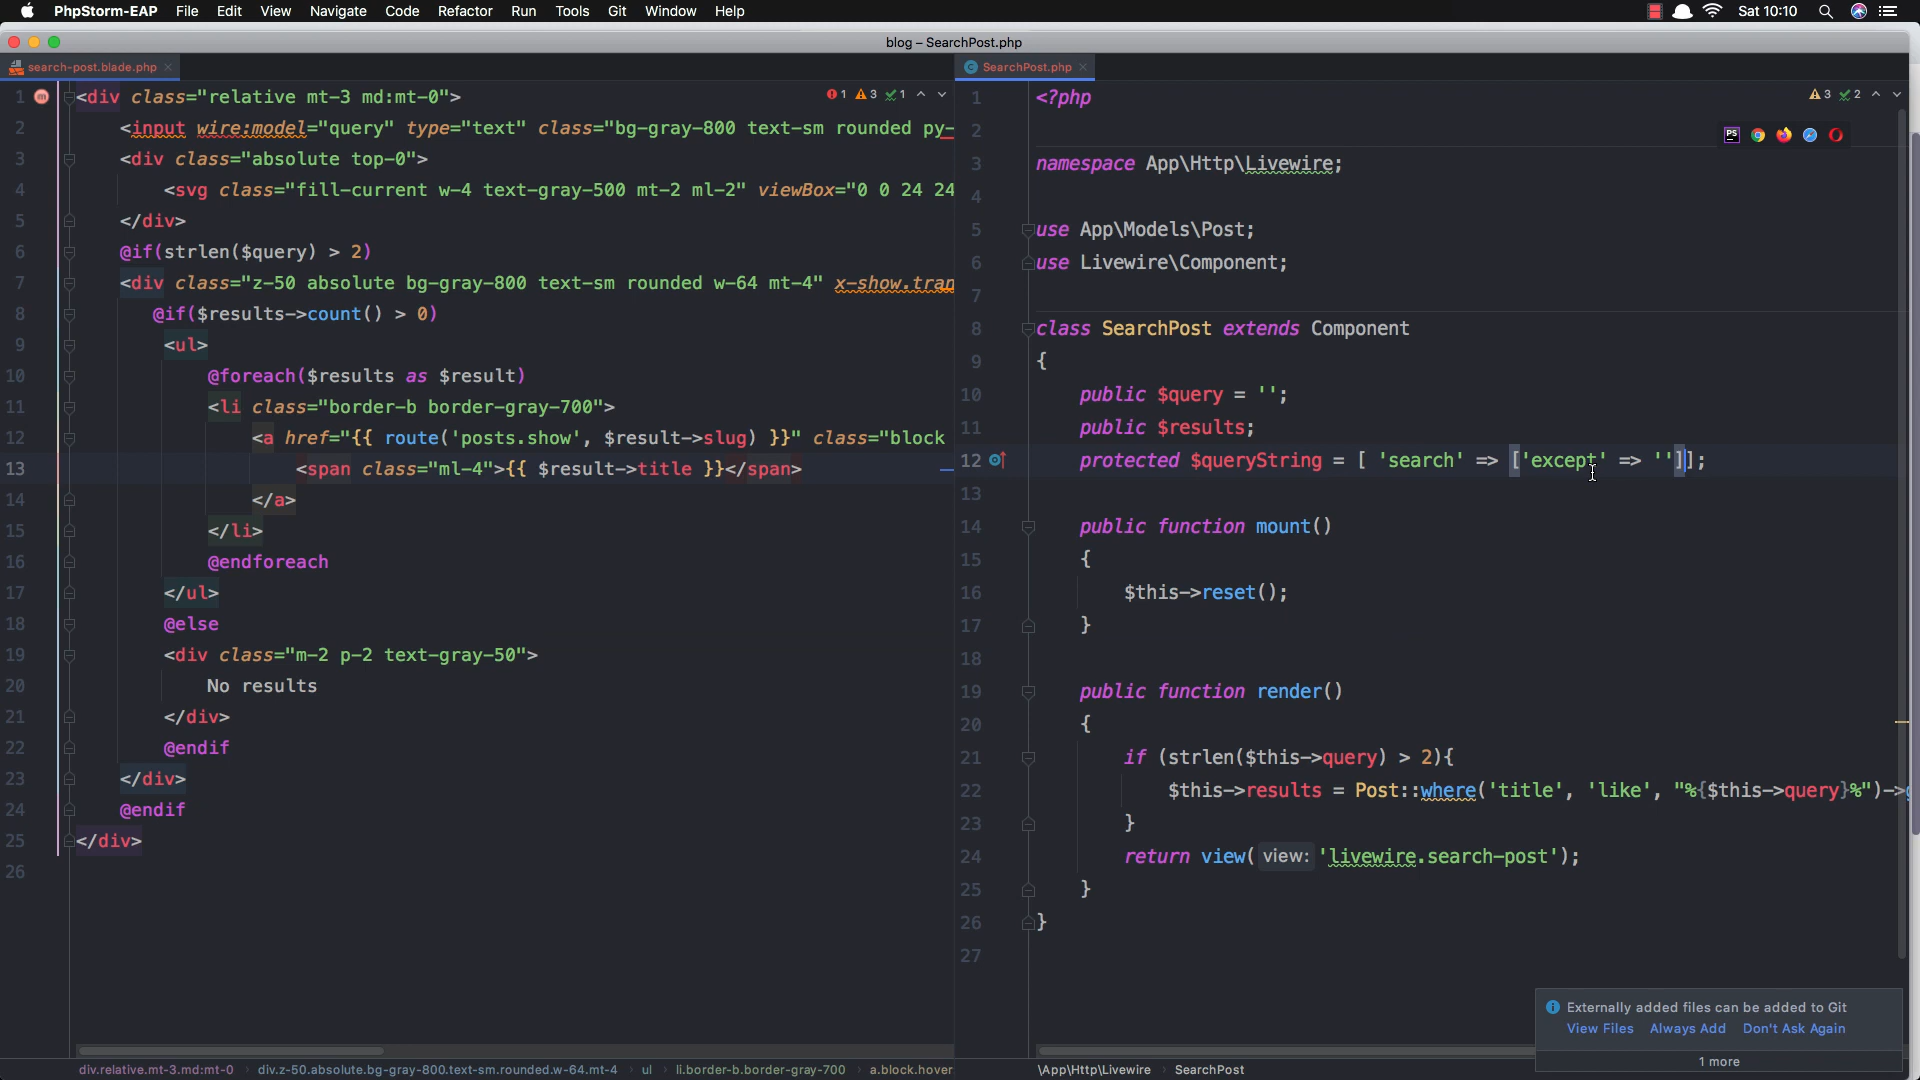 PhpStorm-EAP File Edit View Navigate Code Refactor Run Tools Git Window Help Sat 10:10
blog – SearchPost.php
search-post.blade.php
1 <div class="relative mt-3 md:mt-0"> 1 3 1
2 <input wire:model="query" type="text" class="bg-gray-800 text-sm rounded py-
3 <div class="absolute top-0">
4 <svg class="fill-current w-4 text-gray-500 mt-2 ml-2" viewBox="0 0 24 24
5 </div>
6 @if(strlen($query) > 2)
7 <div class="z-50 absolute bg-gray-800 text-sm rounded w-64 mt-4" x-show.tran
8 @if($results->count() > 0)
9 <ul>
10 @foreach($results as $result)
11 <li class="border-b border-gray-700">
12 <a href="{{ route('posts.show', $result->slug) }}" class="block
13 <span class="ml-4">{{ $result->title }}</span>
14 </a>
15 </li>
16 @endforeach
17 </ul>
18 @else
19 <div class="m-2 p-2 text-gray-50">
20 No results
21 </div>
22 @endif
23 </div>
24 @endif
25 </div>
26
div.relative.mt-3.md:mt-0 › div.z-50.absolute.bg-gray-800.text-sm.rounded.w-64.mt-4 › ul › li.border-b.border-gray-700 › a.block.hover
SearchPost.php
1 <?php 3 2
2
PS
3 namespace App\Http\Livewire;
4
5 use App\Models\Post;
6 use Livewire\Component;
7
8 class SearchPost extends Component
9 {
10 public $query = '';
11 public $results;
12 protected $queryString = [ 'search' => ['except' => '']];
13
14 public function mount()
15 {
16 $this->reset();
17 }
18
19 public function render()
20 {
21 if (strlen($this->query) > 2){
22 $this->results = Post::where('title', 'like', "%{$this->query}%")->g
23 }
24 return view( view: 'livewire.search-post');
25 }
26 }
27
Externally added files can be added to Git
View Files Always Add Don't Ask Again
1 more
\App\Http\Livewire › SearchPost